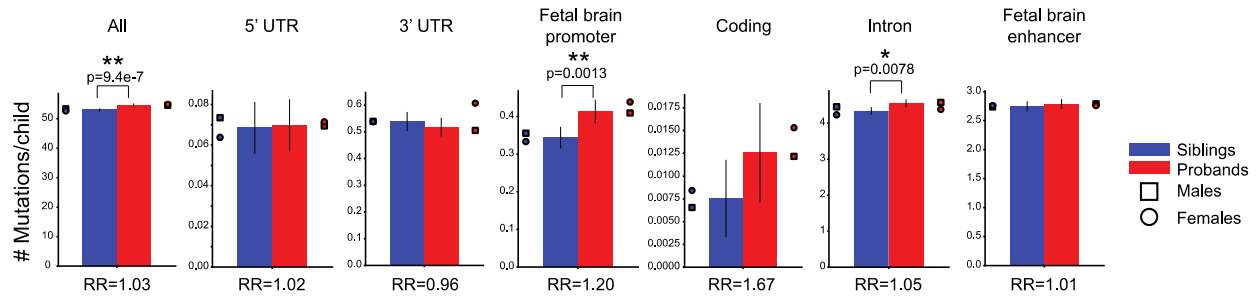 All
5' UTR
3' UTR
Fetal brain
promoter
Coding
Intron
Fetal brain
enhancer
# Mutations/child
**
p=9.4e-7
50
40
30
20
10
0
RR=1.03
0.08
0.06
0.04
0.02
0.00
RR=1.02
0.6
0.5
0.4
0.3
0.2
0.1
0.0
RR=0.96
**
p=0.0013
0.4
0.3
0.2
0.1
0.0
RR=1.20
0.0175
0.0150
0.0125
0.0100
0.0075
0.0050
0.0025
0.0000
RR=1.67
*
p=0.0078
4
2
0
RR=1.05
3.0
2.5
2.0
1.5
1.0
0.5
0.0
RR=1.01
Siblings
Probands
Males
Females